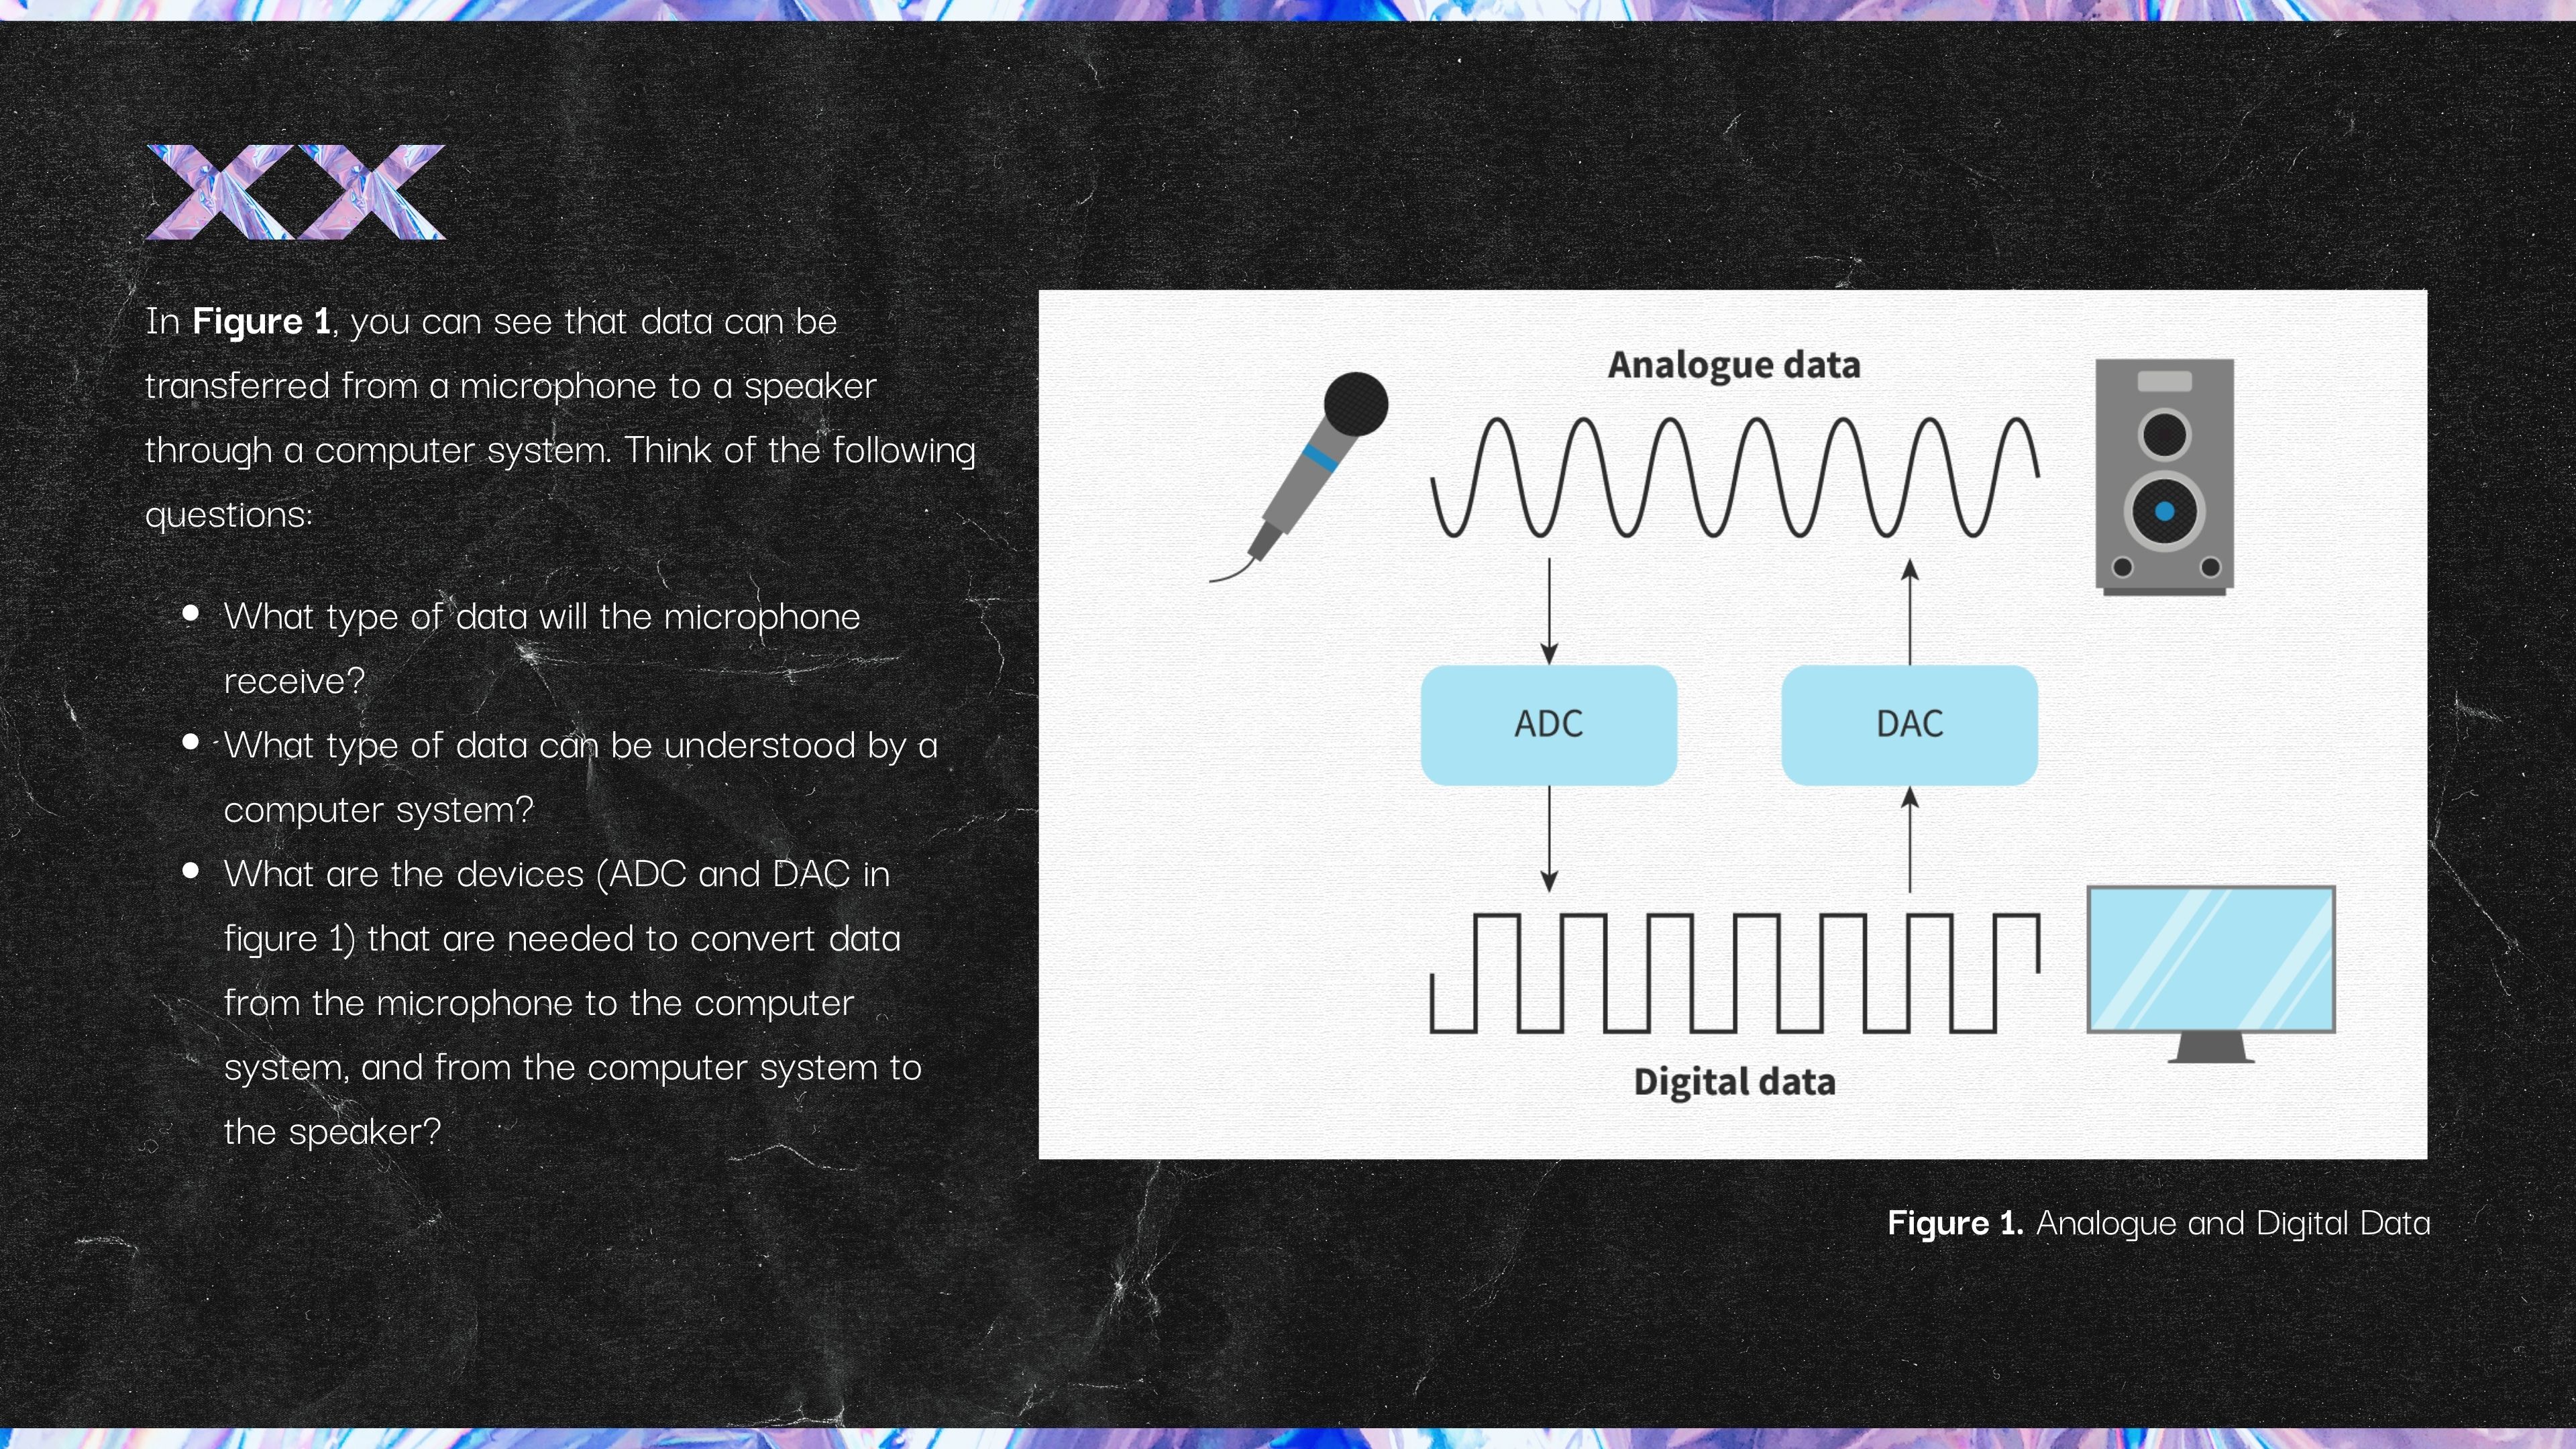 XX
In Figure 1, you can see that data can be
transferred from a microphone to a speaker
through a computer system. Think of the following
questions:
• What type of data will the microphone
receive?
• What type of data can be understood by a
computer system?
• What are the devices (ADC and DAC in
figure 1) that are needed to convert data
from the microphone to the computer
system, and from the computer system to
the speaker?
Analogue data
ADC
DAC
Digital data
Figure 1. Analogue and Digital Data